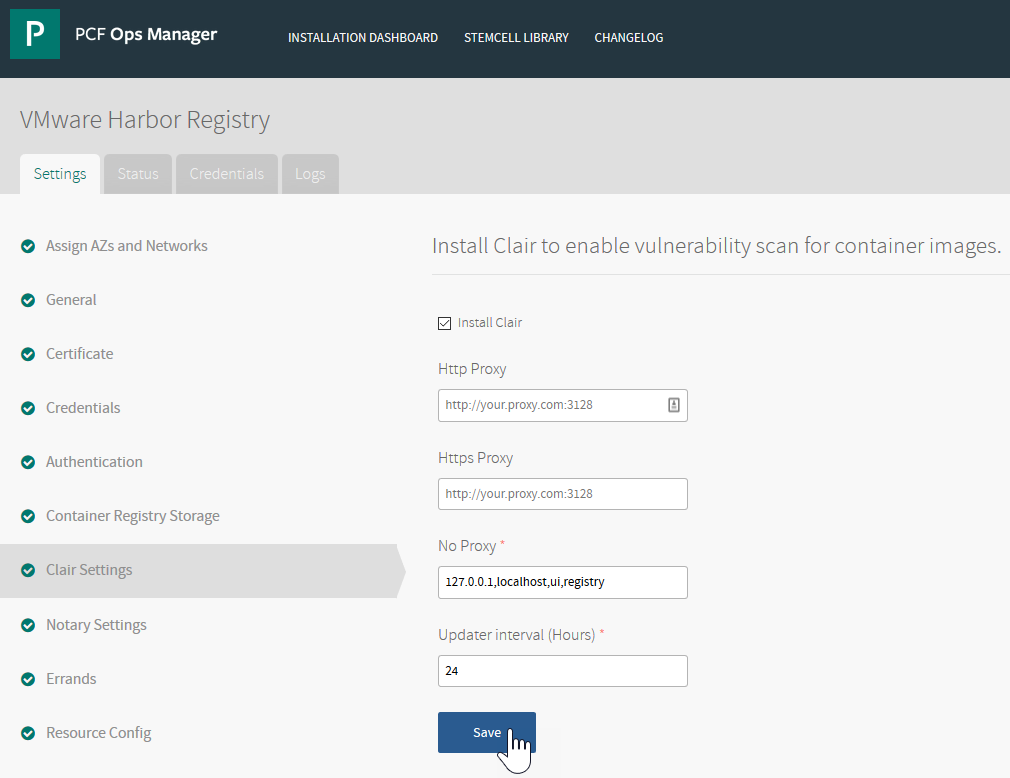 P PCF Ops Manager INSTALLATION DASHBOARD STEMCELL LIBRARY CHANGELOG
VMware Harbor Registry
Settings Status Credentials Logs
Assign AZs and Networks
General
Certificate
Credentials
Authentication
Container Registry Storage
Clair Settings
Notary Settings
Errands
Resource Config
Install Clair to enable vulnerability scan for container images.
Install Clair
Http Proxy
http://your.proxy.com:3128
Https Proxy
http://your.proxy.com:3128
No Proxy *
127.0.0.1,localhost,ui,registry
Updater interval (Hours) *
24
Save